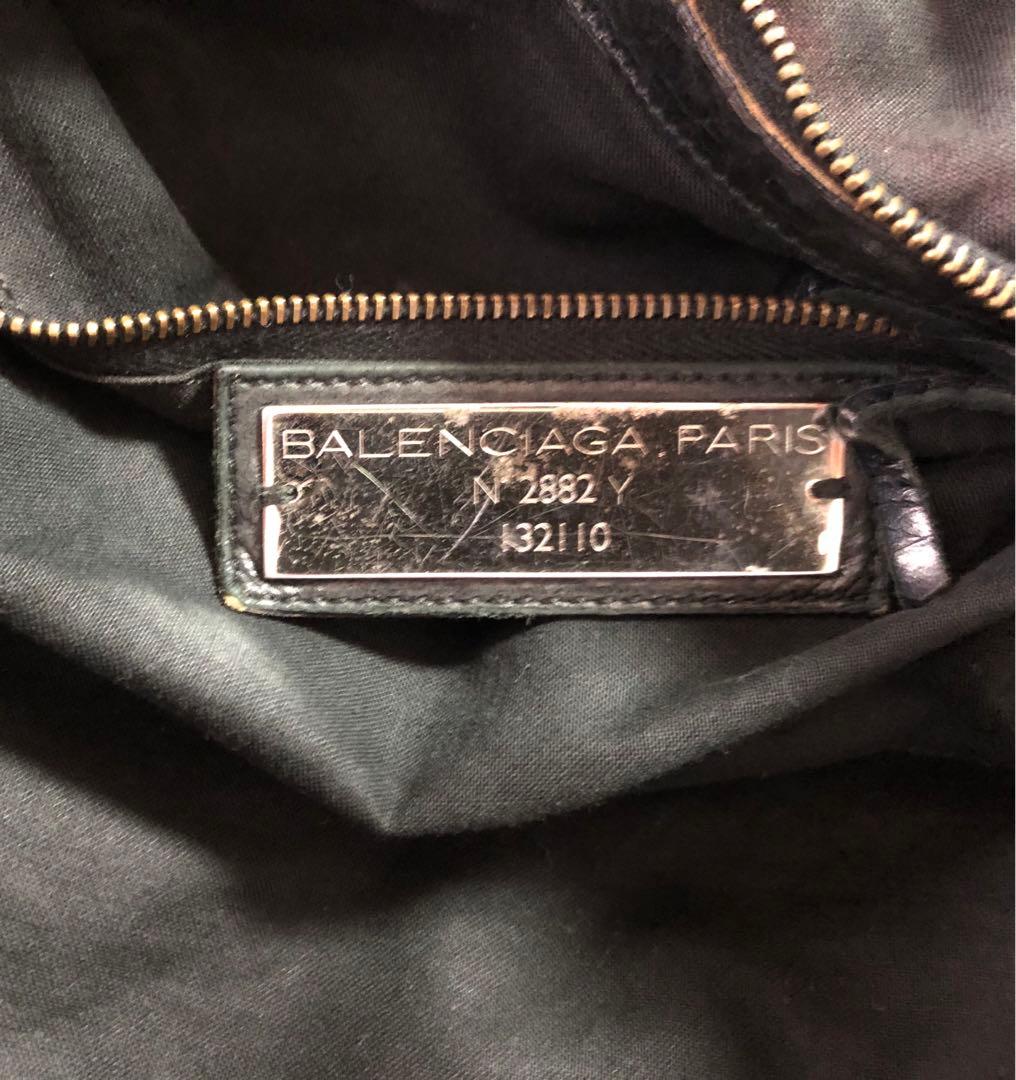 BALENCIAGA. PARIS
N° 2882 Y
132110